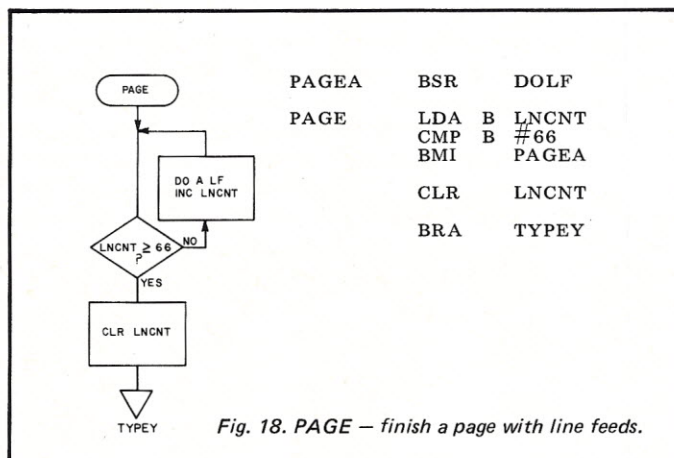 PAGE
DO A LF
INC LNCNT
LNCNT ≥ 66
?
NO
YES
CLR LNCNT
TYPEY
PAGEA BSR DOLF
PAGE LDA B LNCNT
CMP B #66
BMI PAGEA
CLR LNCNT
BRA TYPEY
Fig. 18. PAGE — finish a page with line feeds.